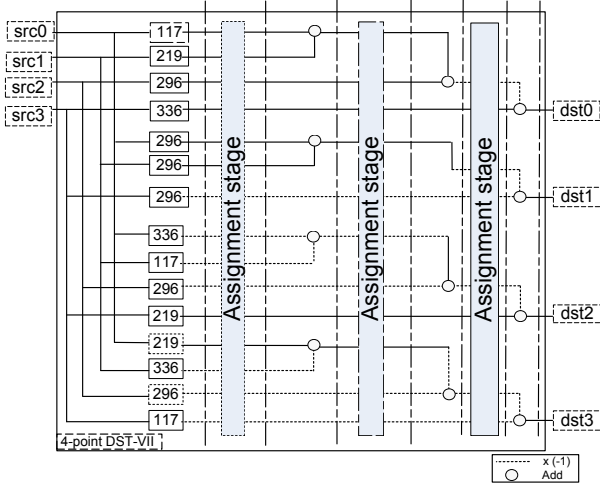 src0
src1
src2
src3
117
219
296
336
296
296
296
336
117
296
219
219
336
296
117
Assignment stage
Assignment stage
Assignment stage
dst0
dst1
dst2
dst3
4-point DST-VII
x (-1)
Add